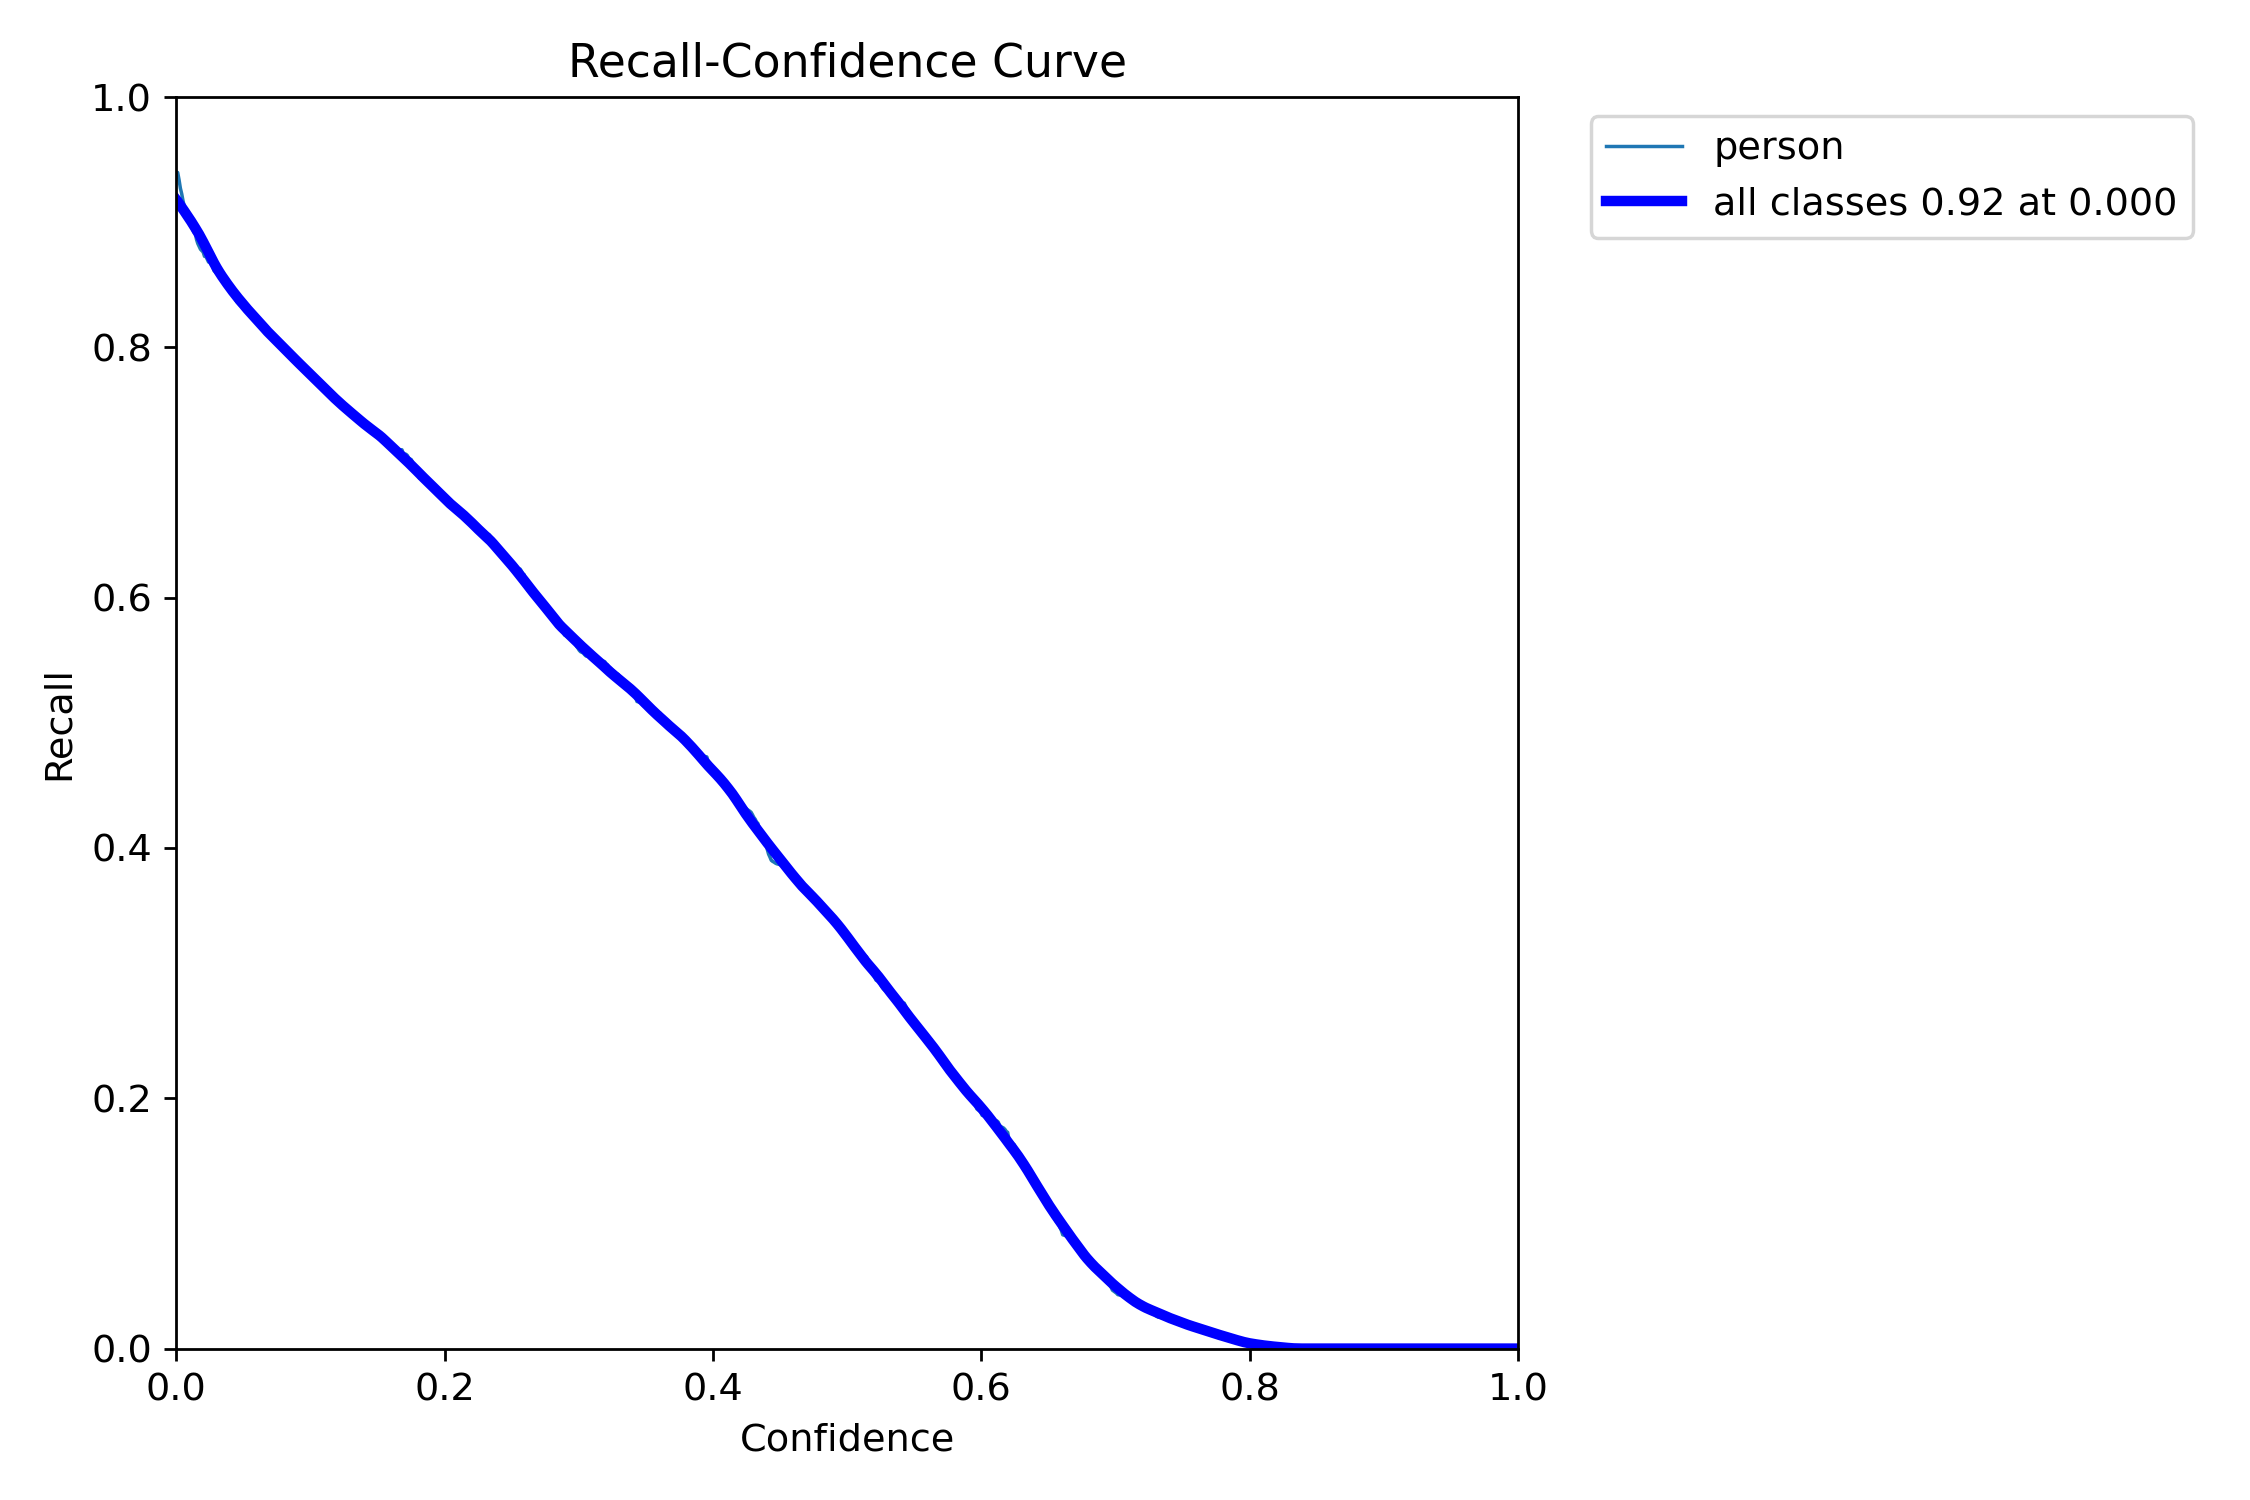 Recall-Confidence Curve
1.0
0.8
0.6
0.4
0.2
0.0
Recall
0.0 0.2 0.4 0.6 0.8 1.0
Confidence
person
all classes 0.92 at 0.000